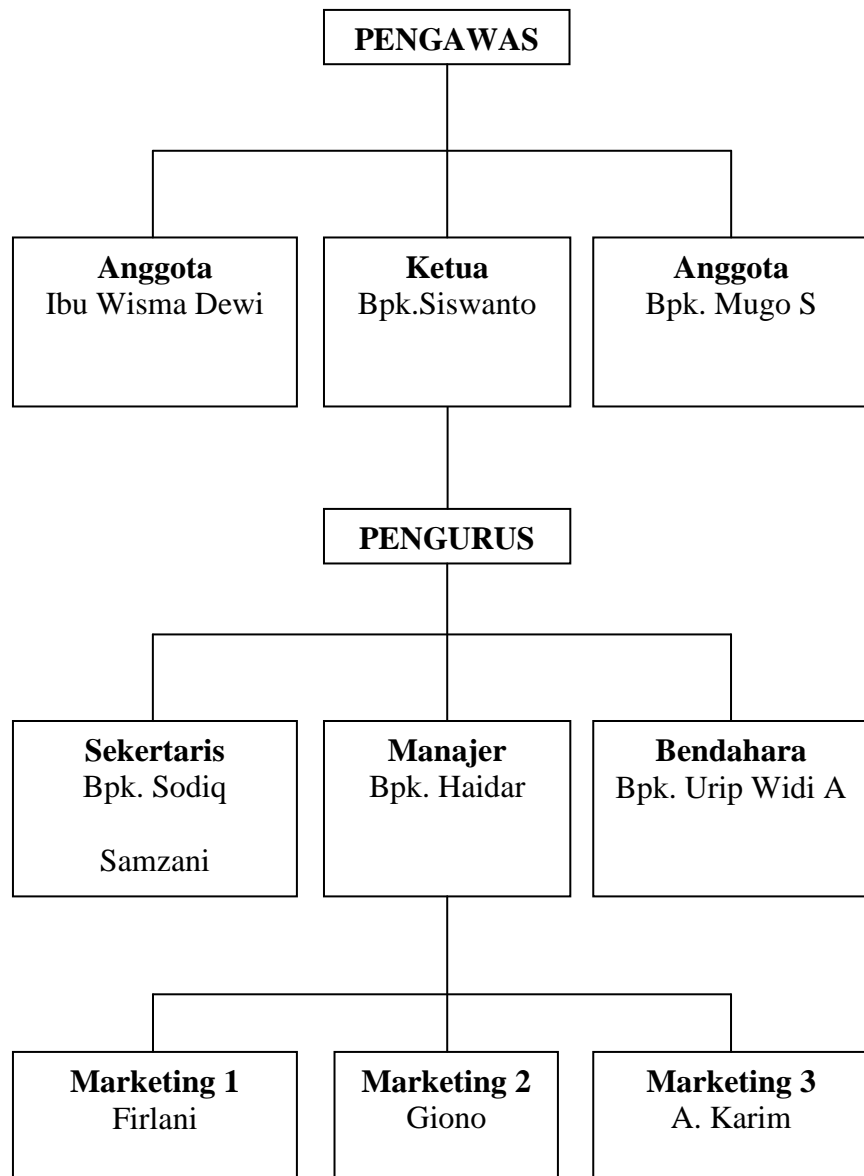 PENGAWAS
Anggota
Ibu Wisma Dewi
Ketua
Bpk.Siswanto
Anggota
Bpk. Mugo S
PENGURUS
Sekertaris
Bpk. Sodiq
Samzani
Manajer
Bpk. Haidar
Bendahara
Bpk. Urip Widi A
Marketing 1
Firlani
Marketing 2
Giono
Marketing 3
A. Karim